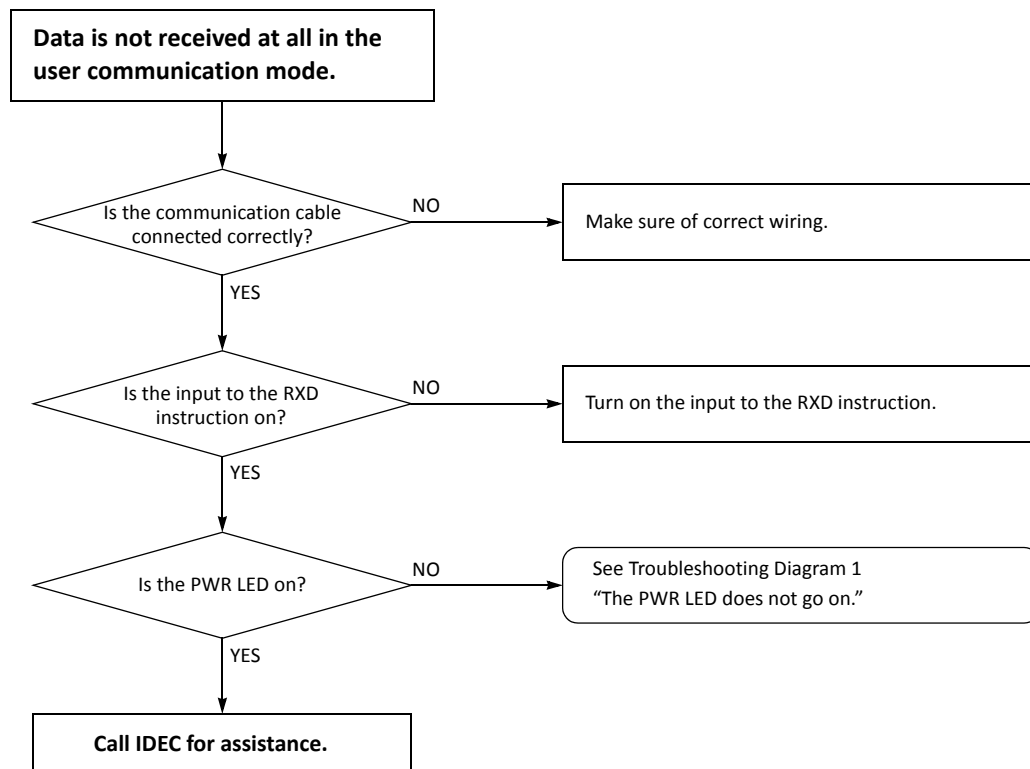 Data is not received at all in the
user communication mode.
Is the communication cable
connected correctly?
NO
Make sure of correct wiring.
YES
Is the input to the RXD
instruction on?
NO
Turn on the input to the RXD instruction.
YES
Is the PWR LED on?
NO
See Troubleshooting Diagram 1
“The PWR LED does not go on.”
YES
Call IDEC for assistance.